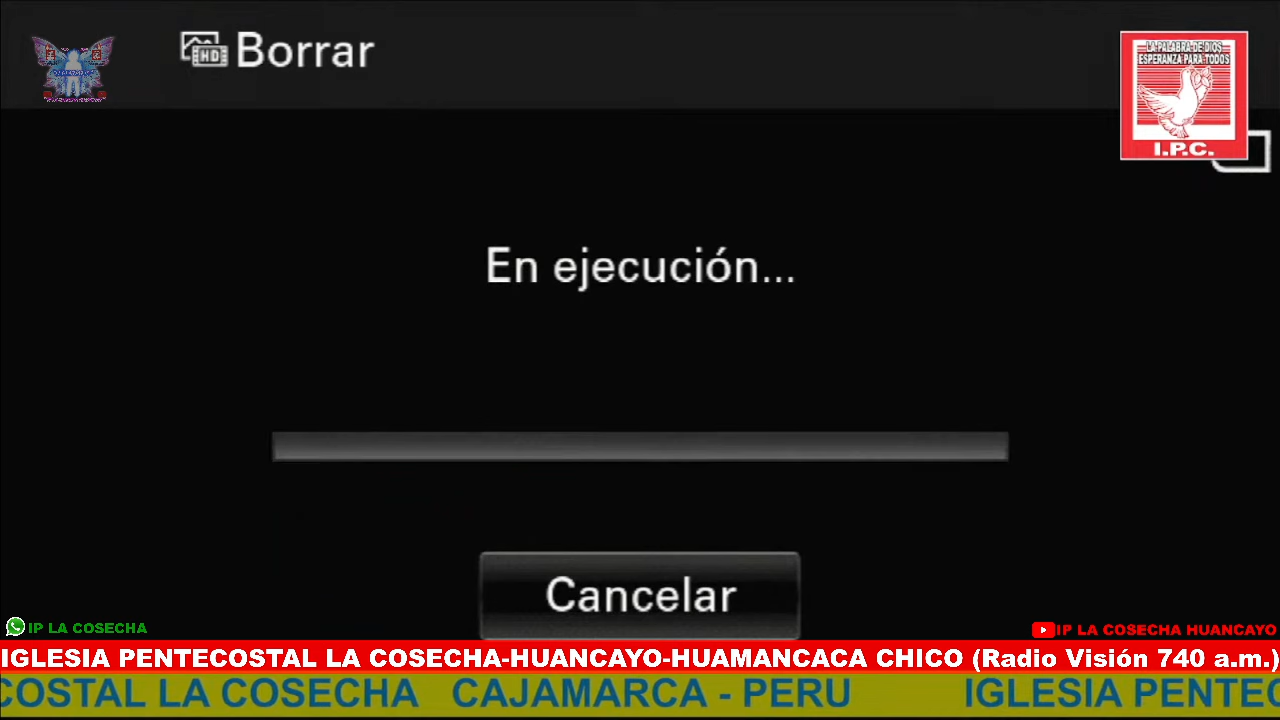 HD Borrar
LA PALABRA DE DIOS
ESPERANZA PARA TODOS
I.P.C.
En ejecución...
Cancelar
IP LA COSECHA
IP LA COSECHA HUANCAYO
IGLESIA PENTECOSTAL LA COSECHA-HUANCAYO-HUAMANCACA CHICO (Radio Visión 740 a.m.)
COSTAL LA COSECHA CAJAMARCA - PERU IGLESIA PENTEC